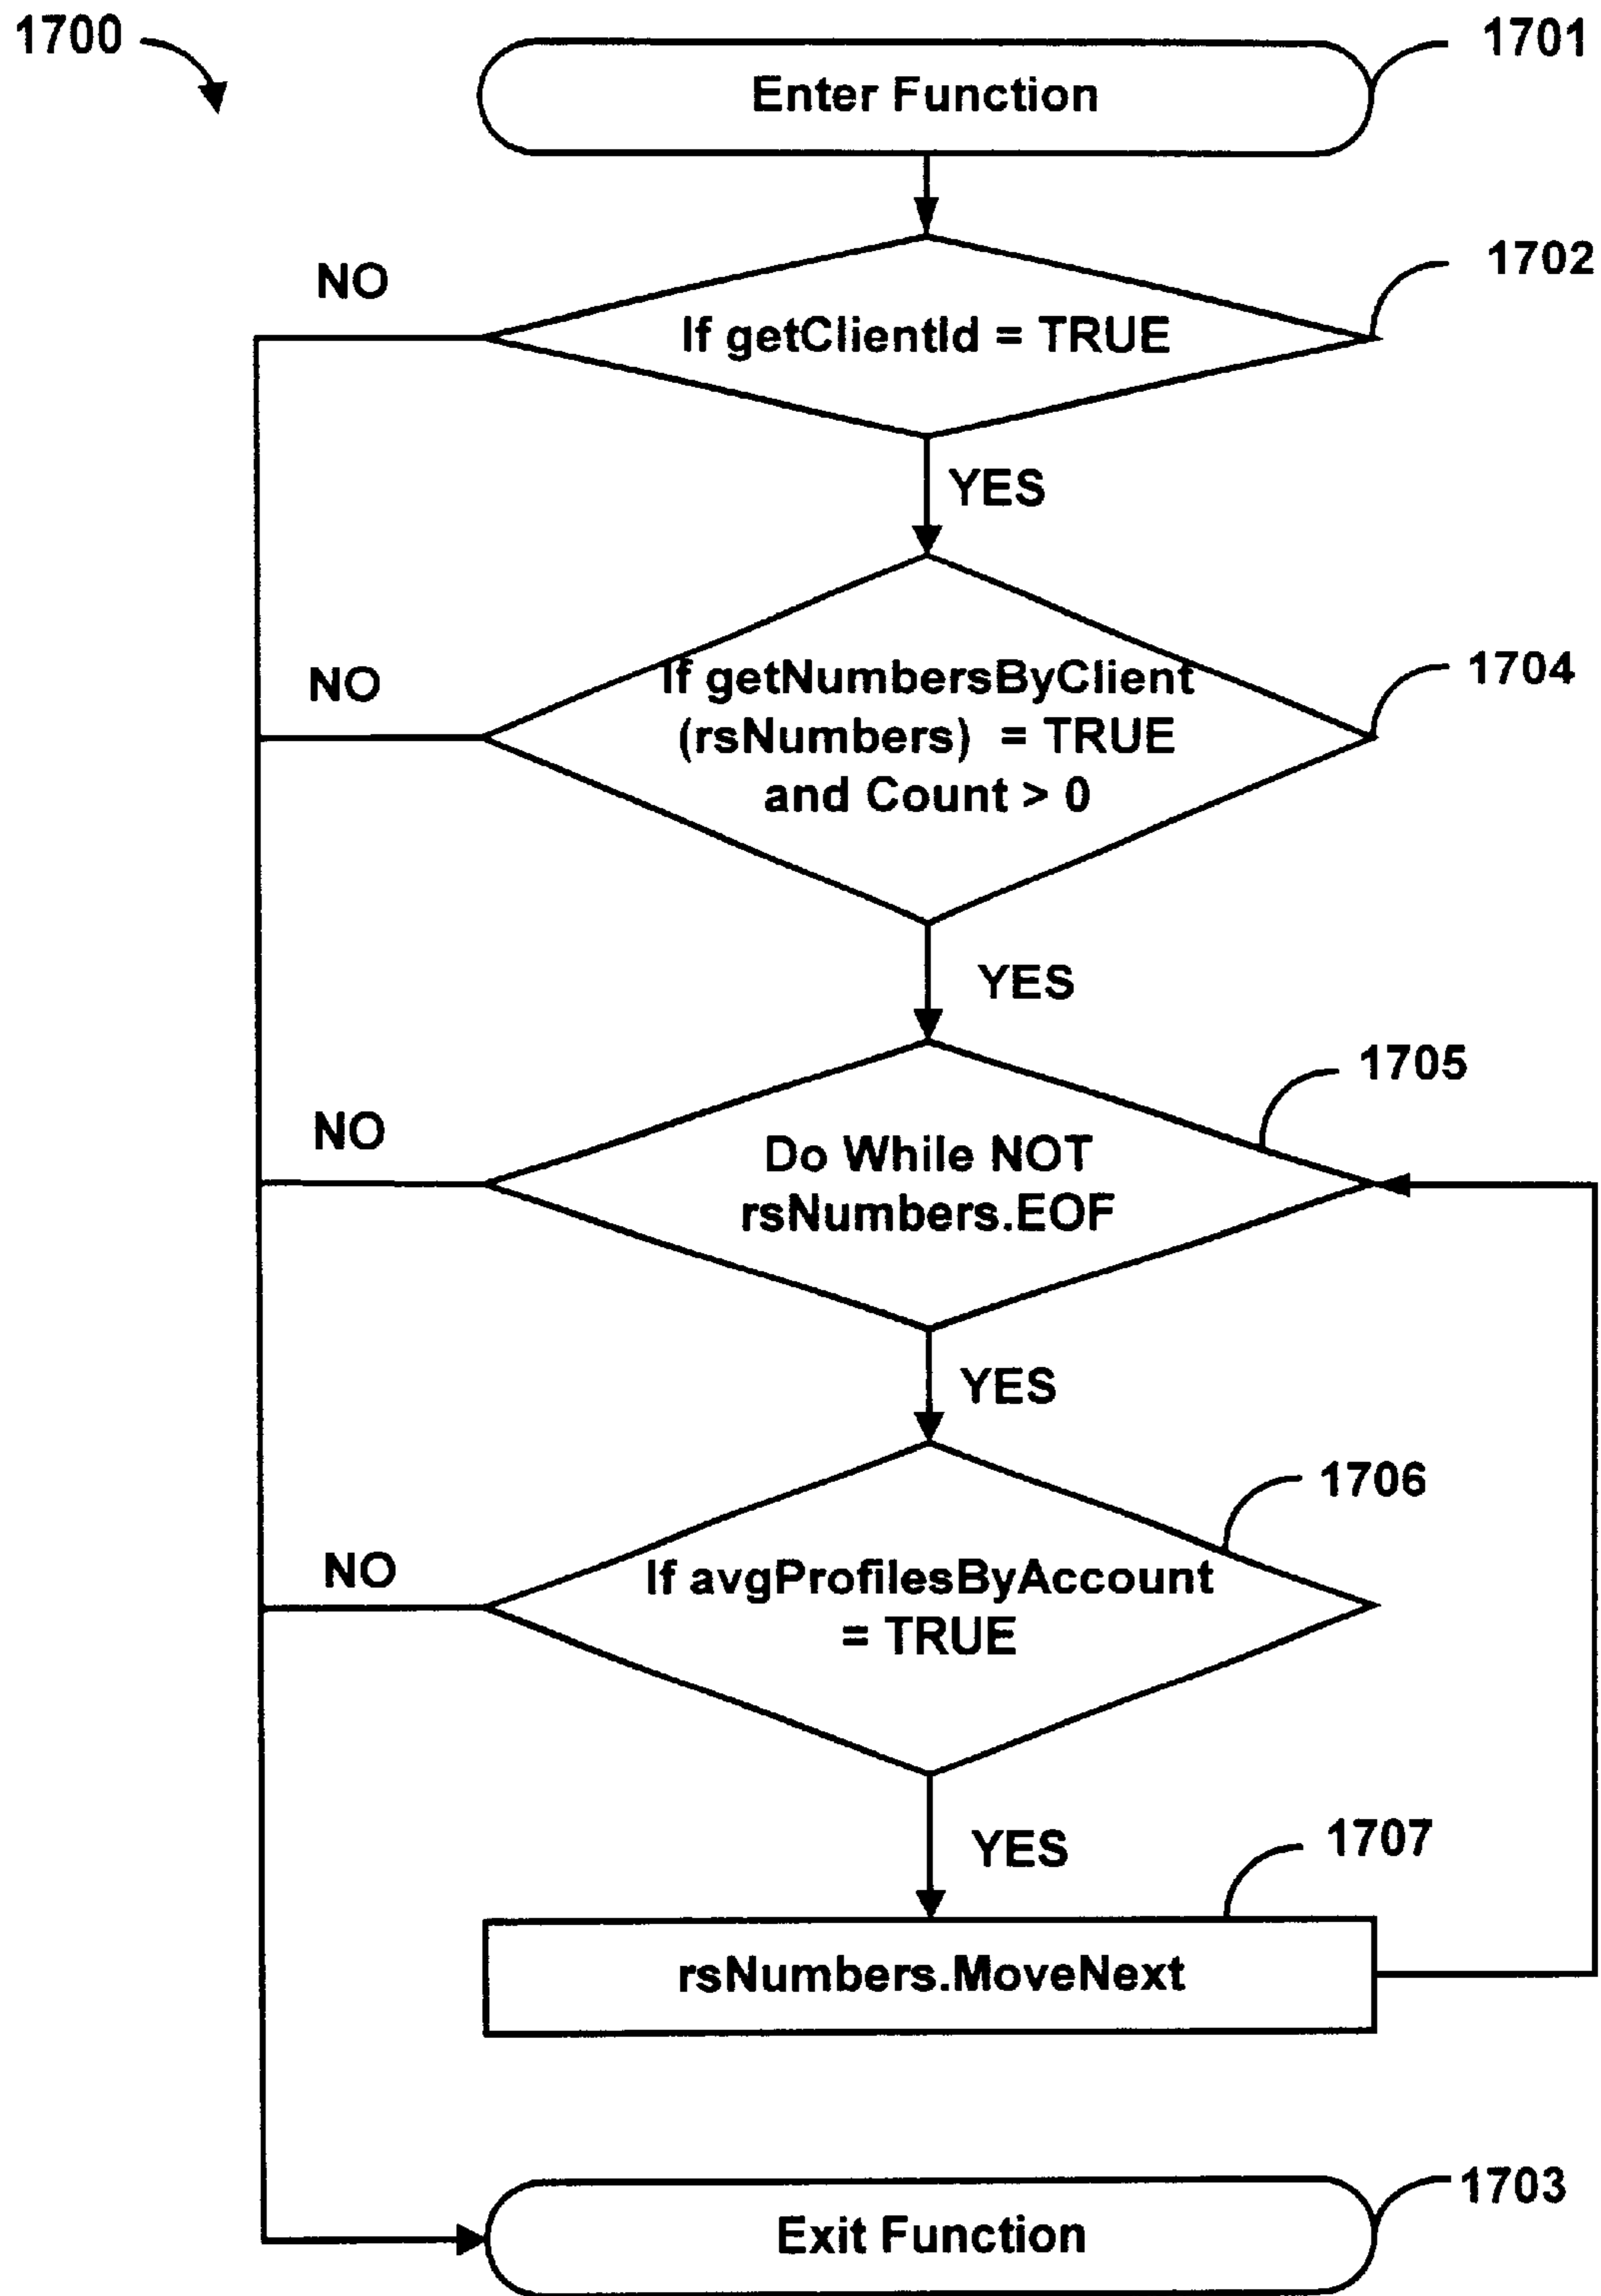 1700
1701
Enter Function
1702
NO
If getClientId = TRUE
YES
1704
NO
If getNumbersByClient
(rsNumbers) = TRUE
and Count > 0
YES
1705
NO
Do While NOT
rsNumbers.EOF
YES
1706
NO
If avgProfilesByAccount
= TRUE
YES
1707
rsNumbers.MoveNext
1703
Exit Function